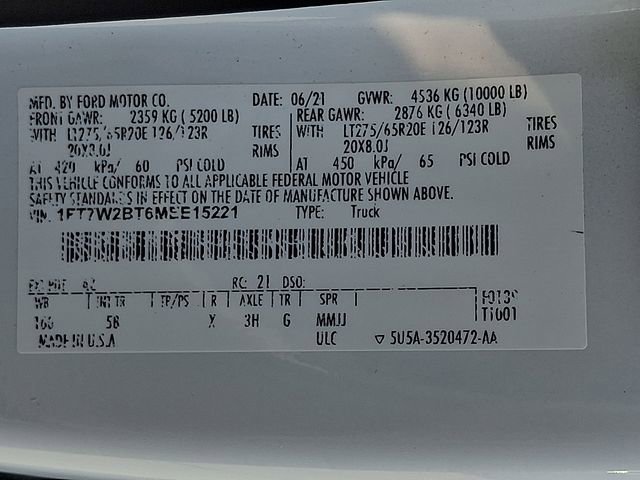 MFD. BY FORD MOTOR CO. DATE: 06/21 GVWR: 4536 KG (10000 LB)
FRONT GAWR: 2359 KG ( 5200 LB) REAR GAWR: 2876 KG ( 6340 LB)
WITH LT275/65R20E 126/123R TIRES WITH LT275/65R20E 126/123R TIRES
20X8.0J RIMS 20X8.0J RIMS
AT 420 kPa/ 60 PSI COLD AT 450 kPa/ 65 PSI COLD
THIS VEHICLE CONFORMS TO ALL APPLICABLE FEDERAL MOTOR VEHICLE
SAFETY STANDARDS IN EFFECT ON THE DATE OF MANUFACTURE SHOWN ABOVE.
VIN: 1FT7W2BT6MEE15221 TYPE: Truck
EXT PNT: RC: 21 DSO:
WB INT TR TP/PS R AXLE TR SPR
160 5B X 3H G MMJJ
MADE IN U.S.A ULC ▽ 5U5A-3520472-AA